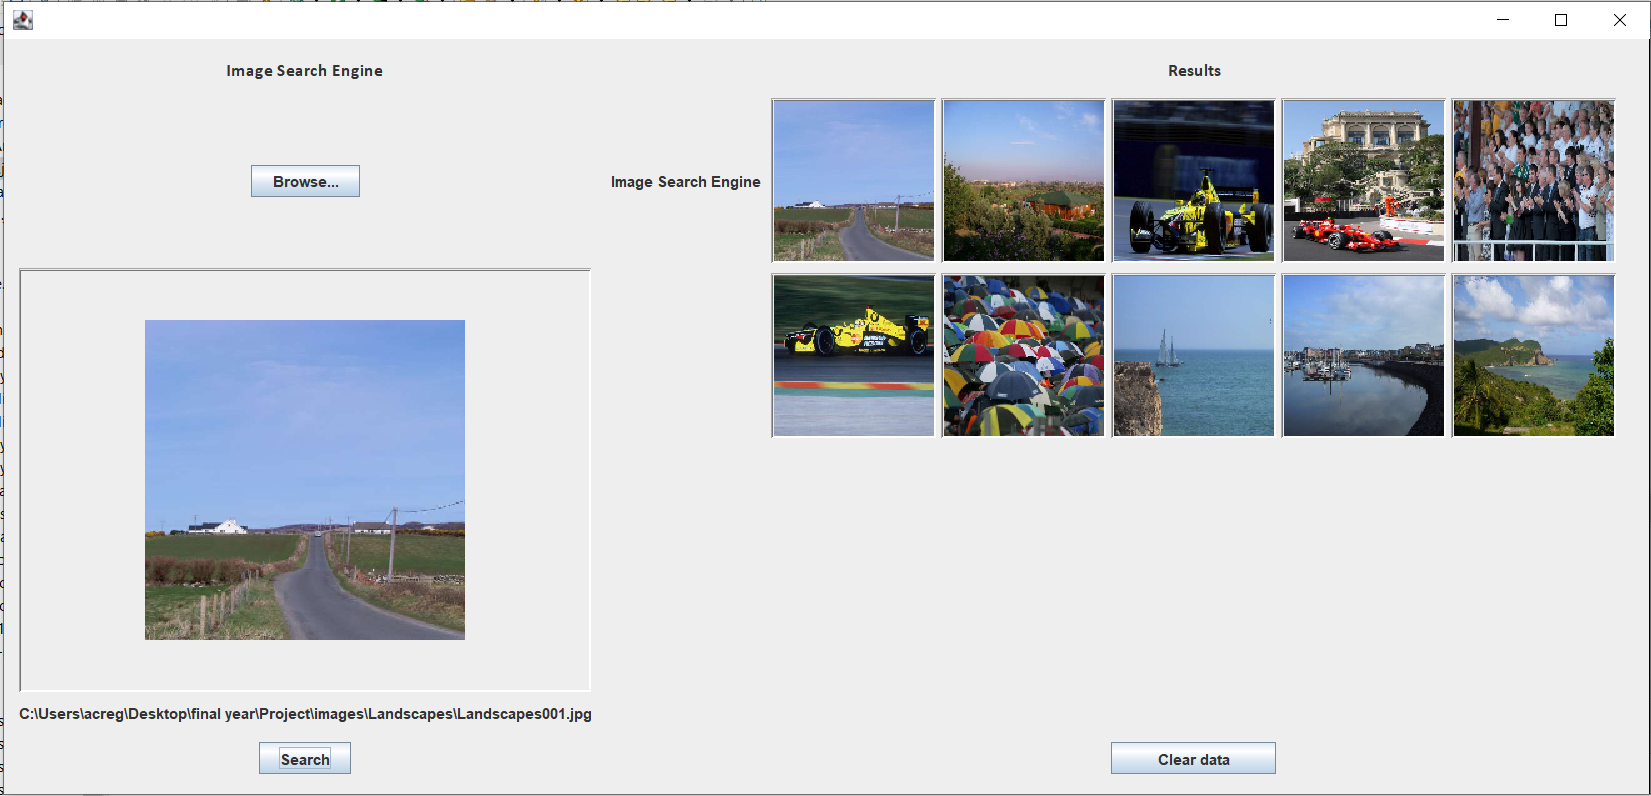 Image Search Engine
Results
Browse...
Image Search Engine
C:\Users\acreg\Desktop\final year\Project\images\Landscapes\Landscapes001.jpg
Search
Clear data